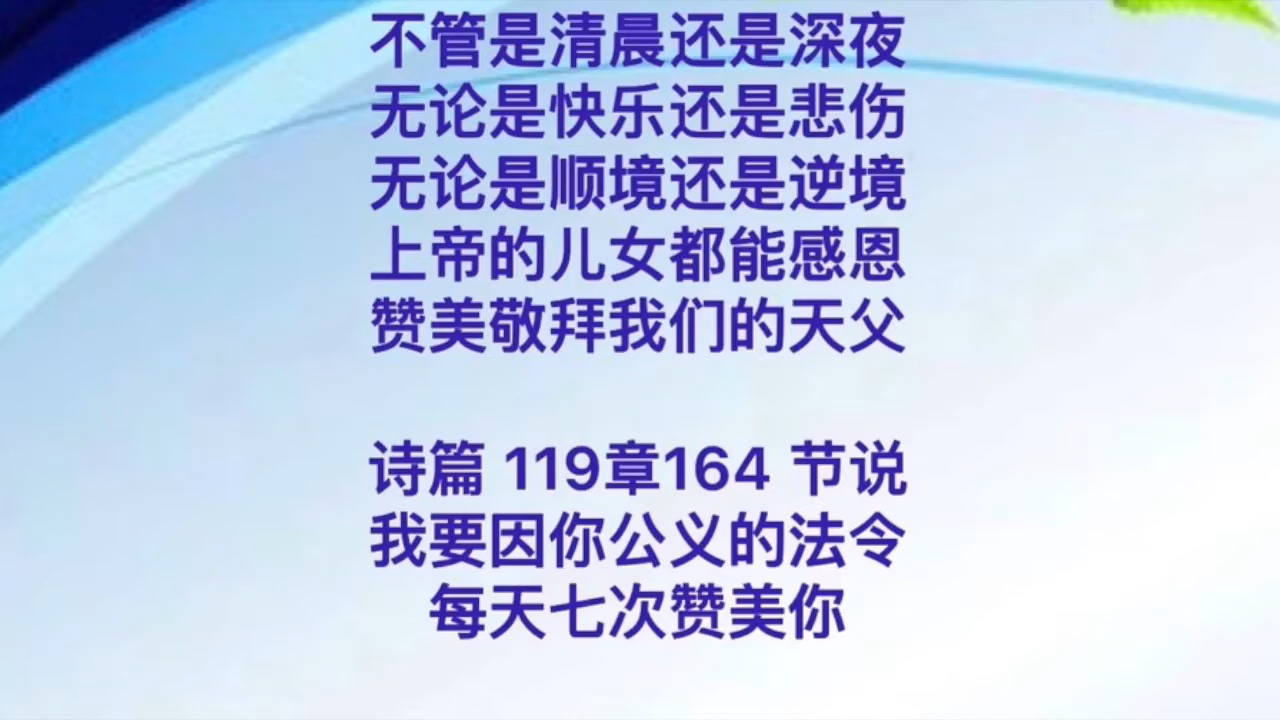 不管是清晨还是深夜
无论是快乐还是悲伤
无论是顺境还是逆境
上帝的儿女都能感恩
赞美敬拜我们的天父
诗篇 119章164 节说
我要因你公义的法令
每天七次赞美你